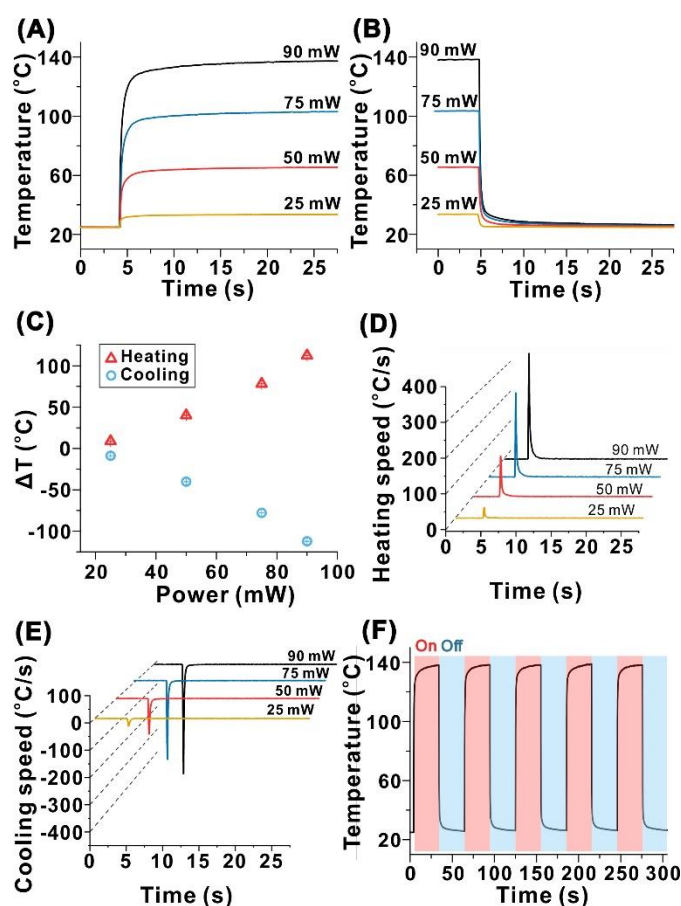 (A)
Temperature (°C)
140
100
60
20
90 mW
75 mW
50 mW
25 mW
0 5 10 15 20 25
Time (s)
(B)
Temperature (°C)
140
100
60
20
90 mW
75 mW
50 mW
25 mW
0 5 10 15 20 25
Time (s)
(C)
ΔT (°C)
100
50
0
-50
-100
Heating
Cooling
20 40 60 80 100
Power (mW)
(D)
Heating speed (°C/s)
400
300
200
100
0
90 mW
75 mW
50 mW
25 mW
0 5 10 15 20 25
Time (s)
(E)
Cooling speed (°C/s)
100
0
-100
-200
-300
-400
90 mW
75 mW
50 mW
25 mW
0 5 10 15 20 25
Time (s)
(F)
On Off
Temperature (°C)
140
100
60
20
0 50 100 150 200 250 300
Time (s)